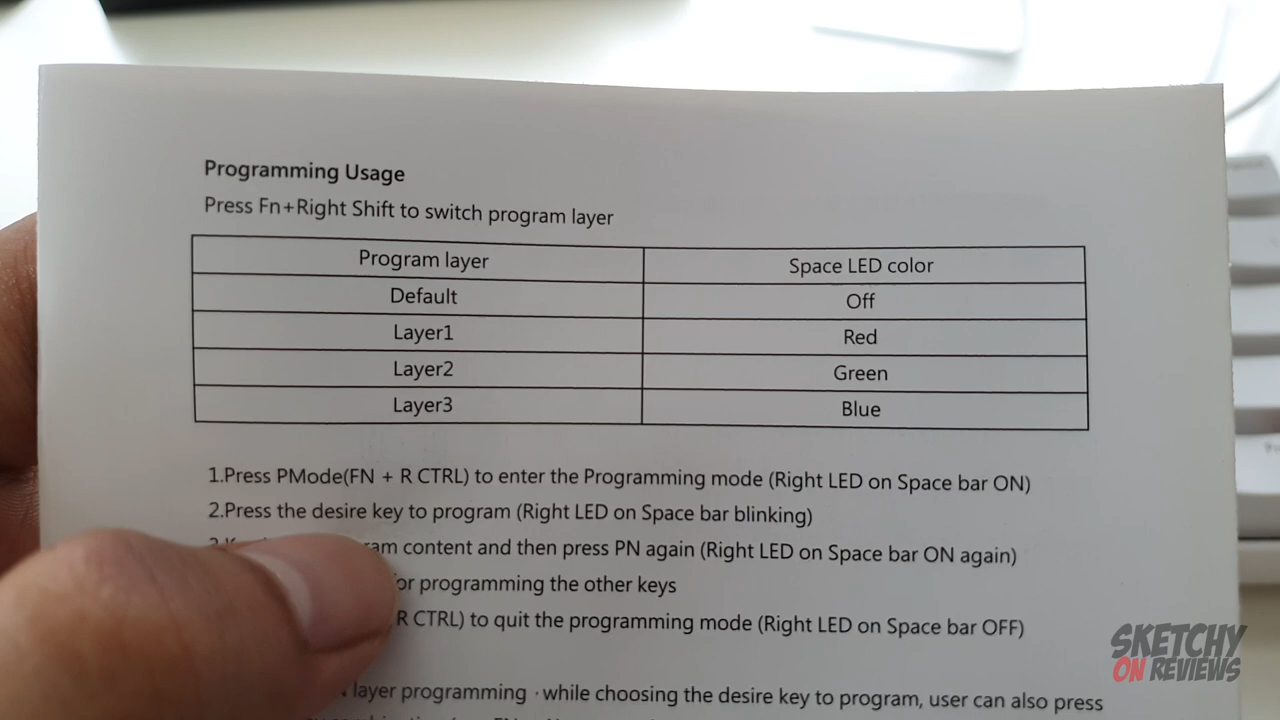 Programming Usage
Press Fn+Right Shift to switch program layer
Program layer Space LED color
Default Off
Layer1 Red
Layer2 Green
Layer3 Blue
1.Press PMode(FN + R CTRL) to enter the Programming mode (Right LED on Space bar ON)
2.Press the desire key to program (Right LED on Space bar blinking)
content and then press PN again (Right LED on Space bar ON again)
programming the other keys
R CTRL) to quit the programming mode (Right LED on Space bar OFF)
layer programming ·while choosing the desire key to program, user can also press
SKETCHY
ON REVIEWS